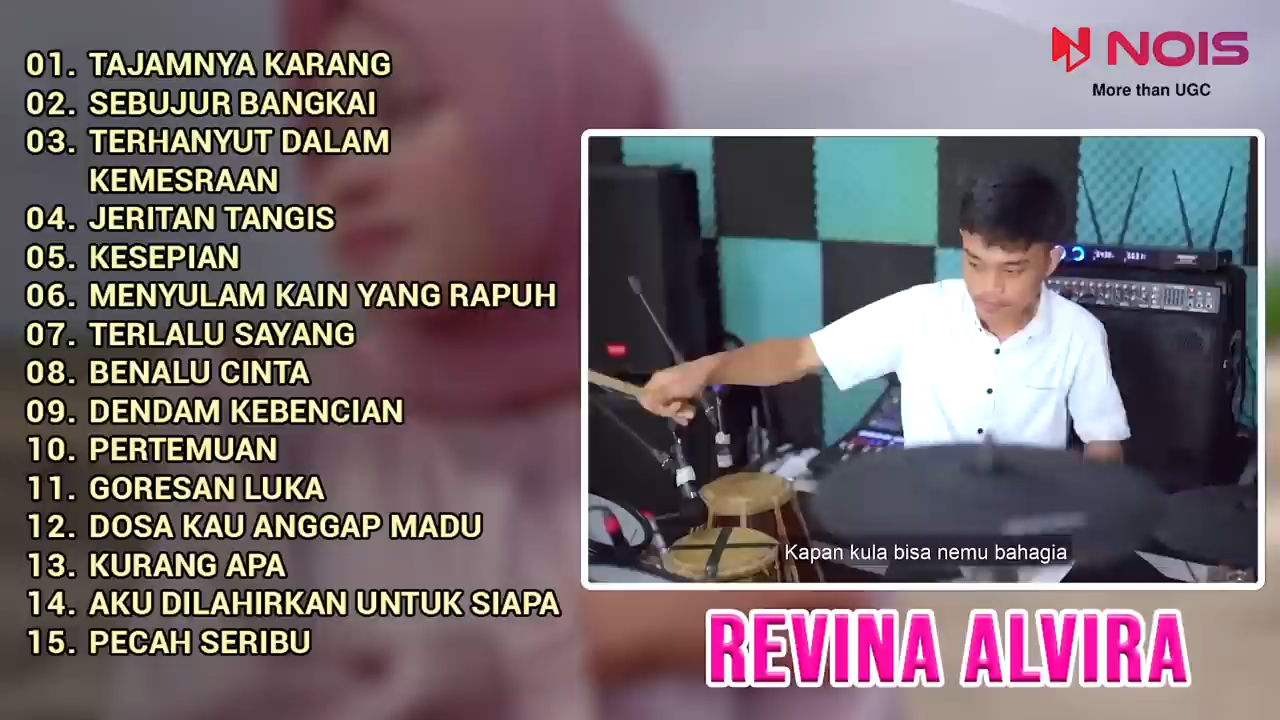 01. TAJAMNYA KARANG
02. SEBUJUR BANGKAI
03. TERHANYUT DALAM
KEMESRAAN
04. JERITAN TANGIS
05. KESEPIAN
06. MENYULAM KAIN YANG RAPUH
07. TERLALU SAYANG
08. BENALU CINTA
09. DENDAM KEBENCIAN
10. PERTEMUAN
11. GORESAN LUKA
12. DOSA KAU ANGGAP MADU
13. KURANG APA
14. AKU DILAHIRKAN UNTUK SIAPA
15. PECAH SERIBU
NOIS
More than UGC
Kapan kula bisa nemu bahagia
REVINA ALVIRA